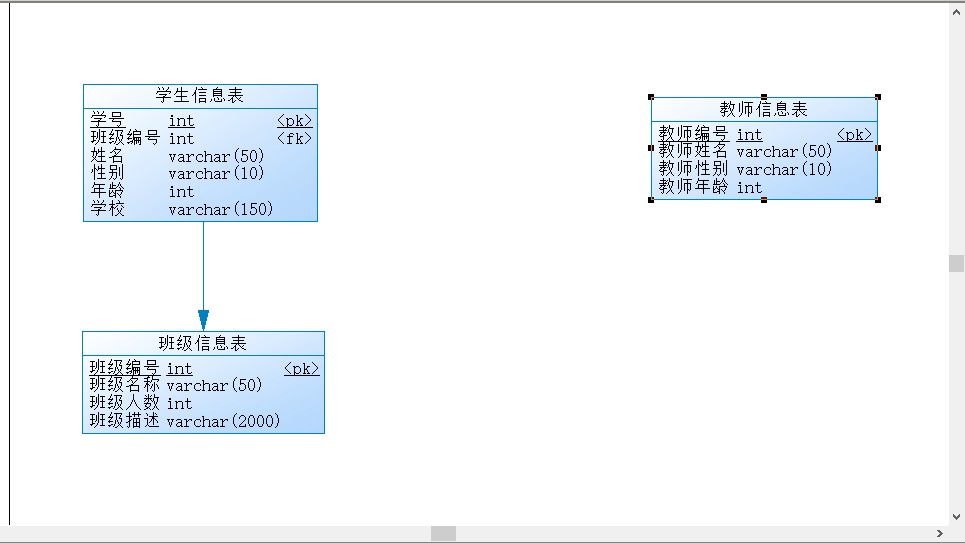 学生信息表
学号 int <pk>
班级编号 int <fk>
姓名 varchar(50)
性别 varchar(10)
年龄 int
学校 varchar(150)
教师信息表
教师编号 int <pk>
教师姓名 varchar(50)
教师性别 varchar(10)
教师年龄 int
班级信息表
班级编号 int <pk>
班级名称 varchar(50)
班级人数 int
班级描述 varchar(2000)